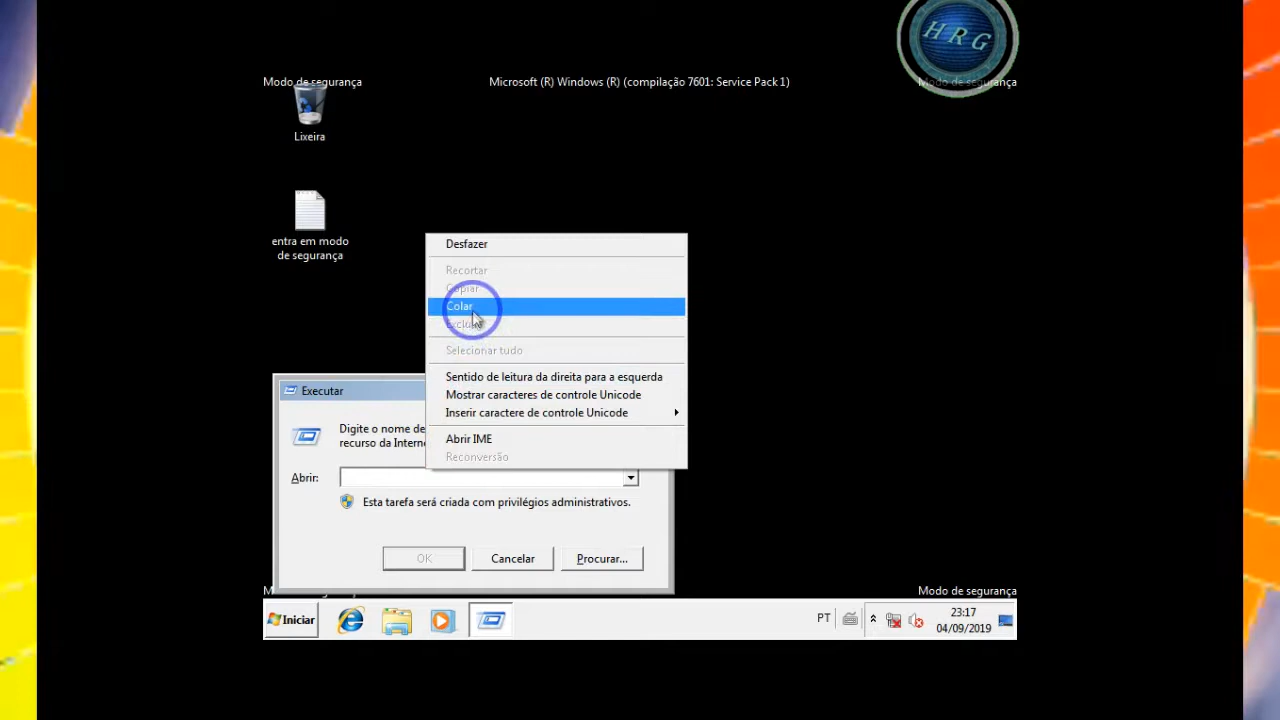 HRG
Modo de segurança
Microsoft (R) Windows (R) (compilação 7601: Service Pack 1)
Modo de segurança
Lixeira
entra em modo
de segurança
Desfazer
Recortar
Copiar
Colar
Selecionar tudo
Sentido de leitura da direita para a esquerda
Mostrar caracteres de controle Unicode
Inserir caractere de controle Unicode
Abrir IME
Reconversão
Executar
Digite o nome de
recurso da Intern
Abrir:
Esta tarefa será criada com privilégios administrativos.
OK
Cancelar
Procurar...
Modo de segurança
Iniciar
PT
23:17
04/09/2019